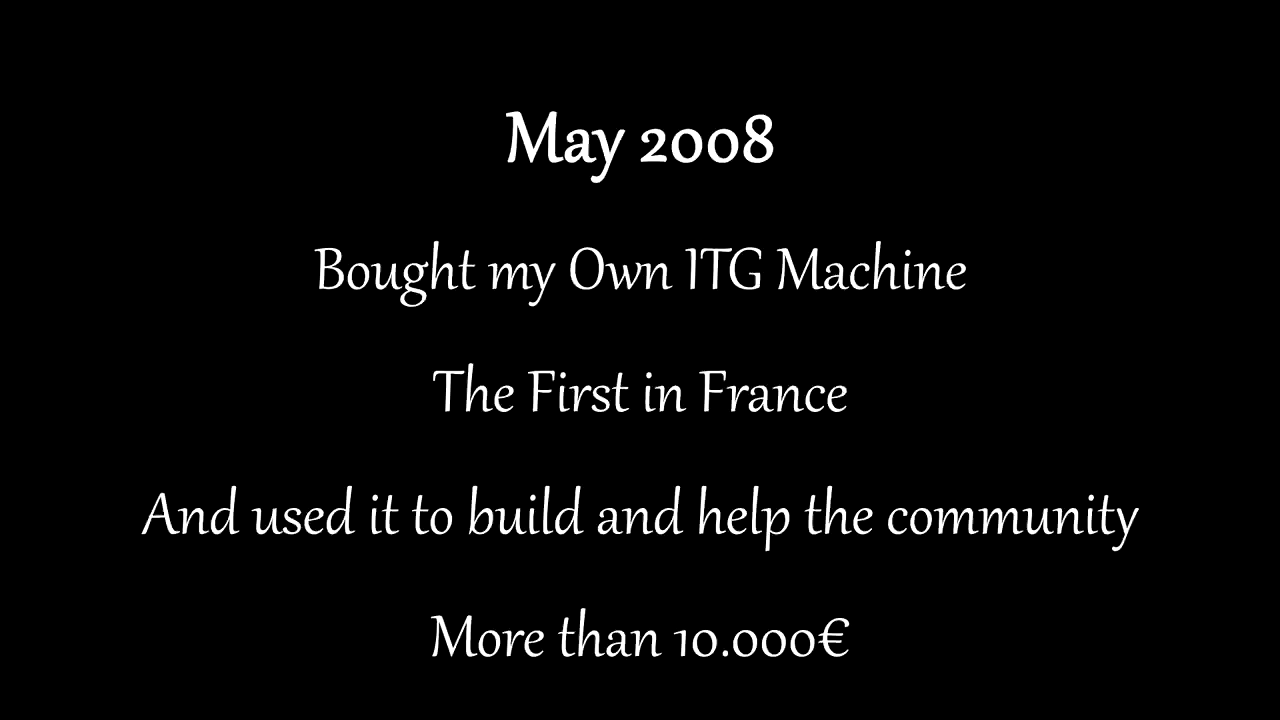 May 2008
Bought my Own ITG Machine
The First in France
And used it to build and help the community
More than 10.000€